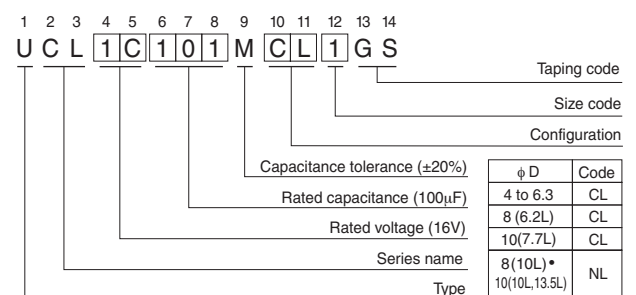 1 2 3 4 5 6 7 8 9 10 11 12 13 14
U C L 1 C 1 0 1 M C L 1 G S
Taping code
Size code
Configuration
Capacitance tolerance (±20%)
Rated capacitance (100µF)
Rated voltage (16V)
Series name
Type
φ D Code
4 to 6.3 CL
8 (6.2L) CL
10(7.7L) CL
8(10L)•
10(10L,13.5L) NL